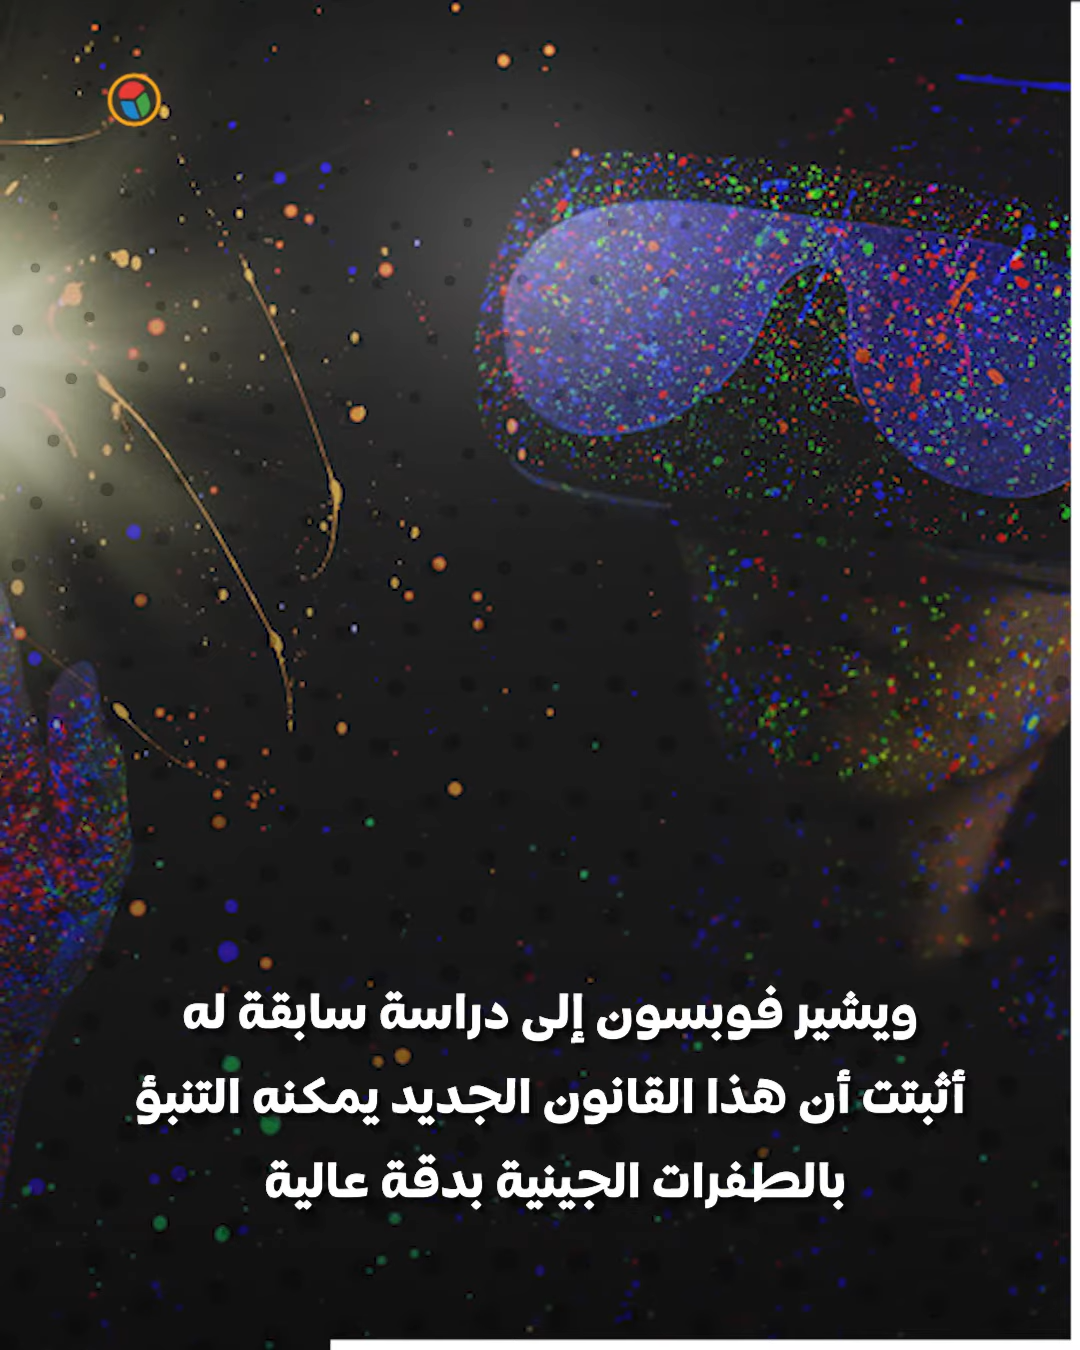 ويشير فوبسون إلى دراسة سابقة له
أثبتت أن هذا القانون الجديد يمكنه التنبؤ
بالطفرات الجينية بدقة عالية